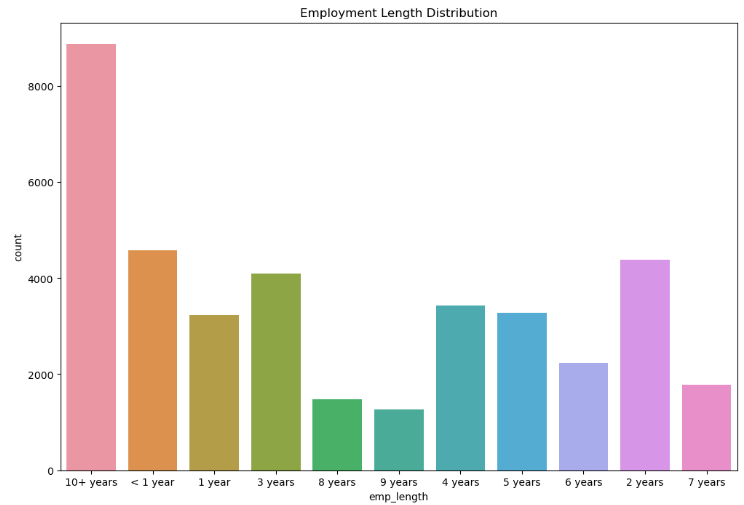 Employment Length Distribution
8000
6000
4000
2000
0
count
10+ years < 1 year 1 year 3 years 8 years 9 years 4 years 5 years 6 years 2 years 7 years
emp_length